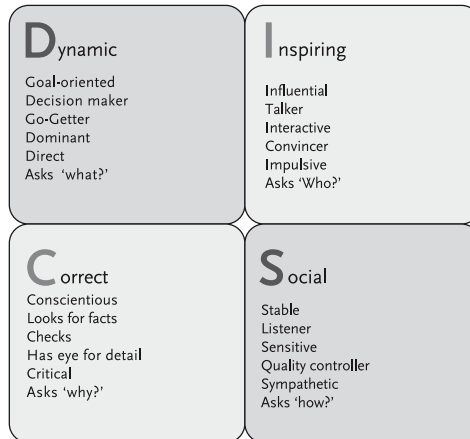 Dynamic
Goal-oriented
Decision maker
Go-Getter
Dominant
Direct
Asks ‘what?’
Inspiring
Influential
Talker
Interactive
Convincer
Impulsive
Asks ‘Who?’
Correct
Conscientious
Looks for facts
Checks
Has eye for detail
Critical
Asks ‘why?’
Social
Stable
Listener
Sensitive
Quality controller
Sympathetic
Asks ‘how?’